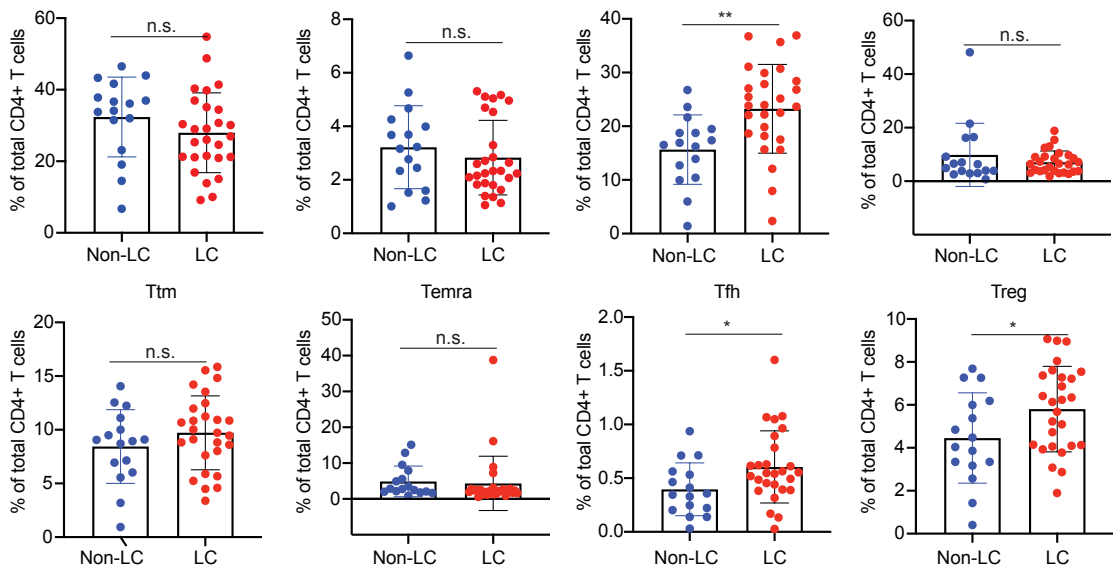 % of total CD4+ T cells
60
40
20
0
n.s.
Non-LC
LC
% of total CD4+ T cells
8
6
4
2
0
n.s.
Non-LC
LC
% of total CD4+ T cells
40
30
20
10
0
**
Non-LC
LC
% of total CD4+ T cells
60
40
20
0
n.s.
Non-LC
LC
Ttm
% of total CD4+ T cells
20
15
10
5
0
n.s.
Non-LC
LC
Temra
% of total CD4+ T cells
50
40
30
20
10
0
n.s.
Non-LC
LC
Tfh
% of toal CD4+ T cells
2.0
1.5
1.0
0.5
0.0
*
Non-LC
LC
Treg
% of total CD4+ T cells
10
8
6
4
2
0
*
Non-LC
LC